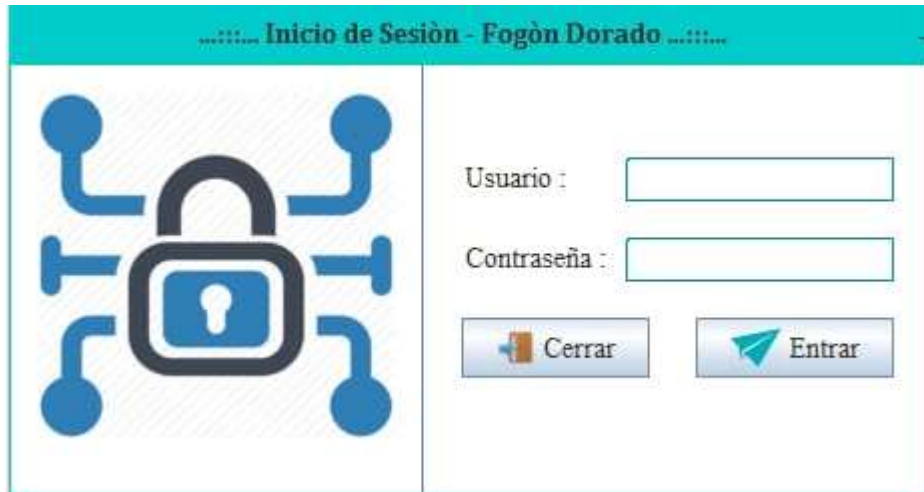 ...:::... Inicio de Sesiòn - Fogòn Dorado ...:::...
Usuario :
Contraseña :
Cerrar
Entrar